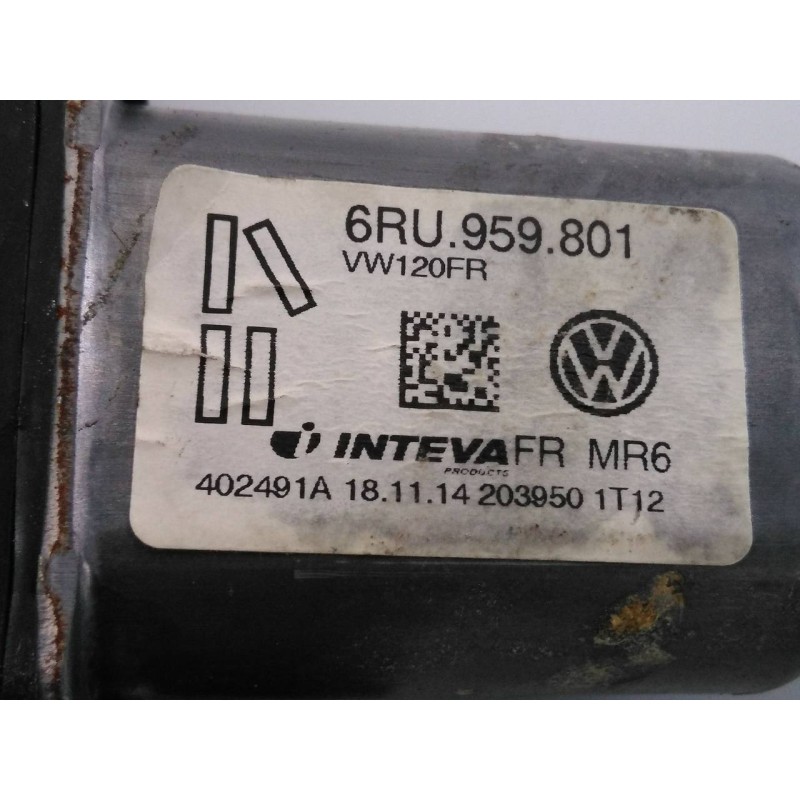 6RU.959.801
VW120FR
INTEVA FR MR6
PRODUCTS
402491A 18.11.14 203950 1T12